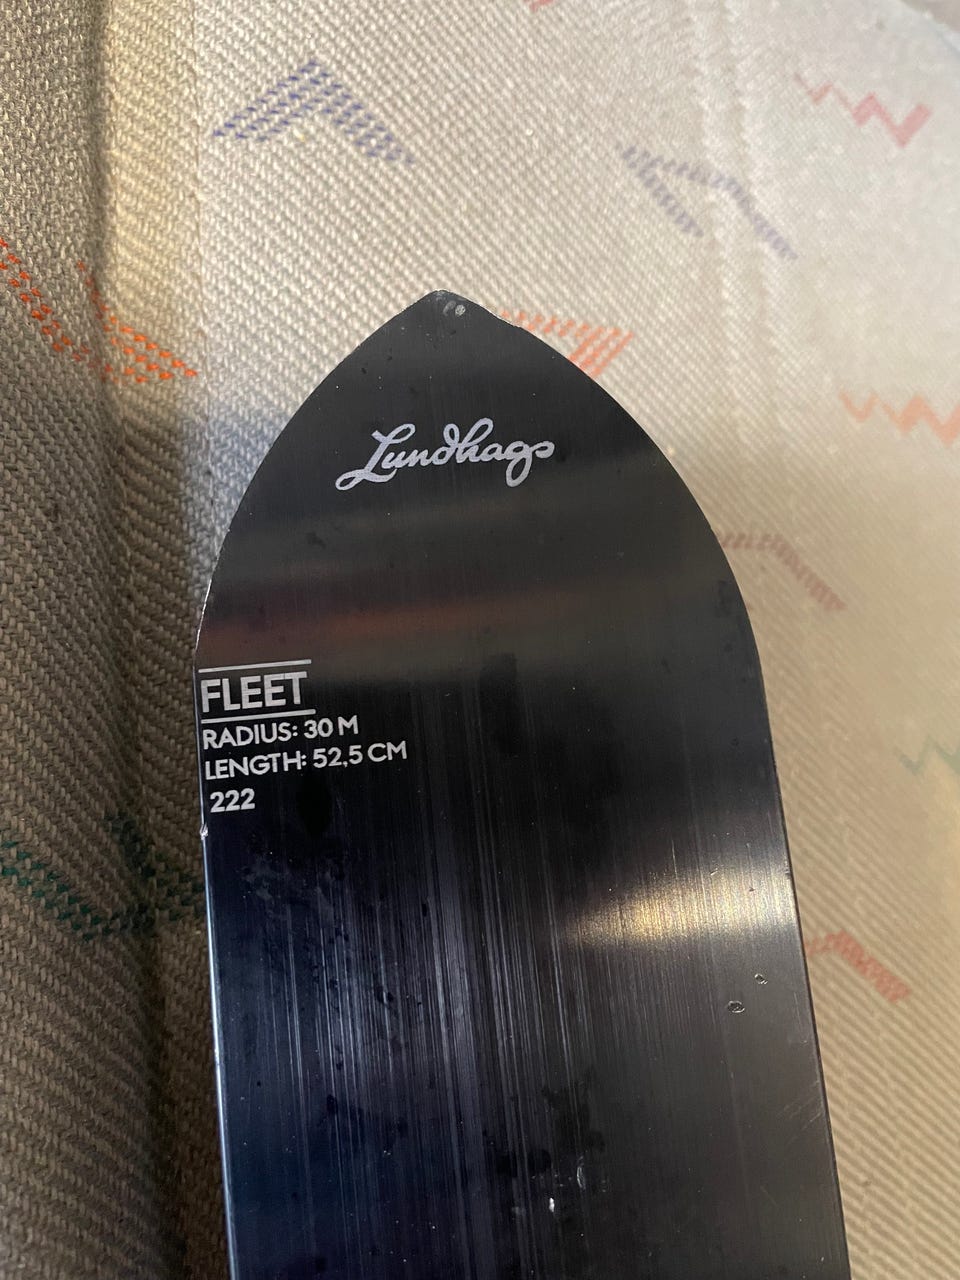 Lundhags
FLEET
RADIUS: 30 M
LENGTH: 52,5 CM
222